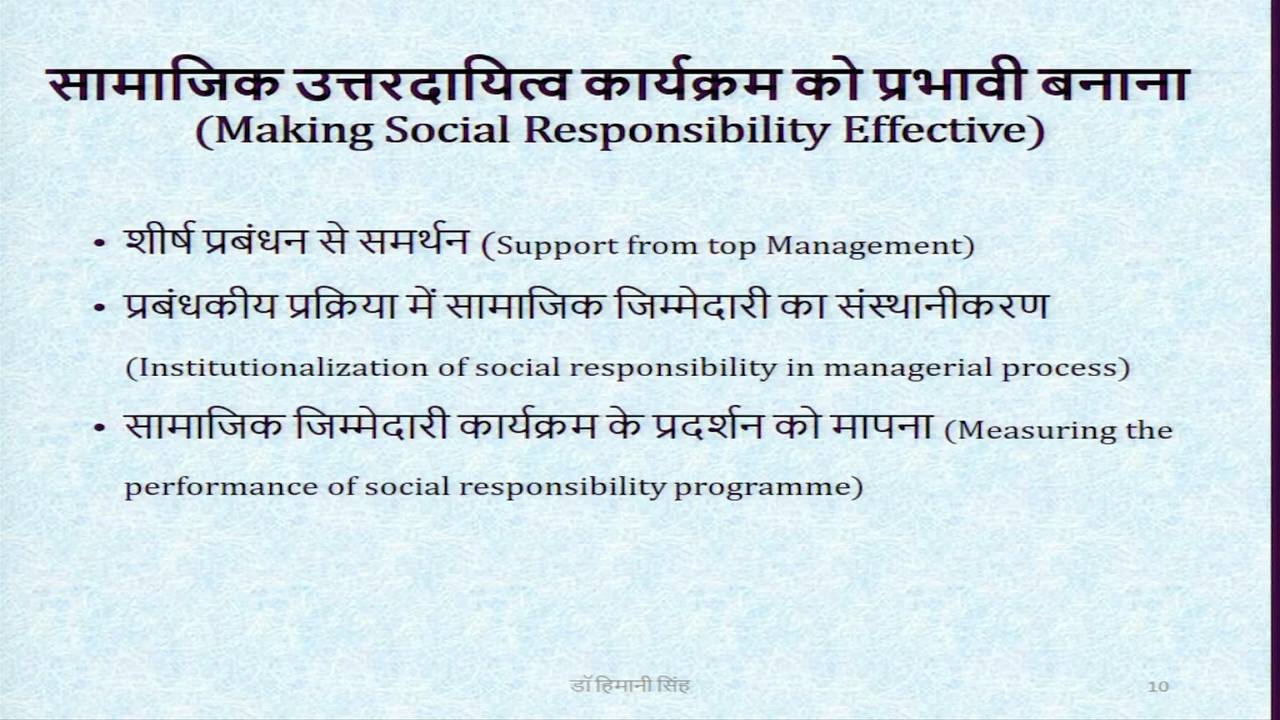 सामाजिक उत्तरदायित्व कार्यक्रम को प्रभावी बनाना
(Making Social Responsibility Effective)
• शीर्ष प्रबंधन से समर्थन (Support from top Management)
• प्रबंधकीय प्रक्रिया में सामाजिक जिम्मेदारी का संस्थानीकरण
(Institutionalization of social responsibility in managerial process)
• सामाजिक जिम्मेदारी कार्यक्रम के प्रदर्शन को मापना (Measuring the
performance of social responsibility programme)
डॉ हिमानी सिंह
10